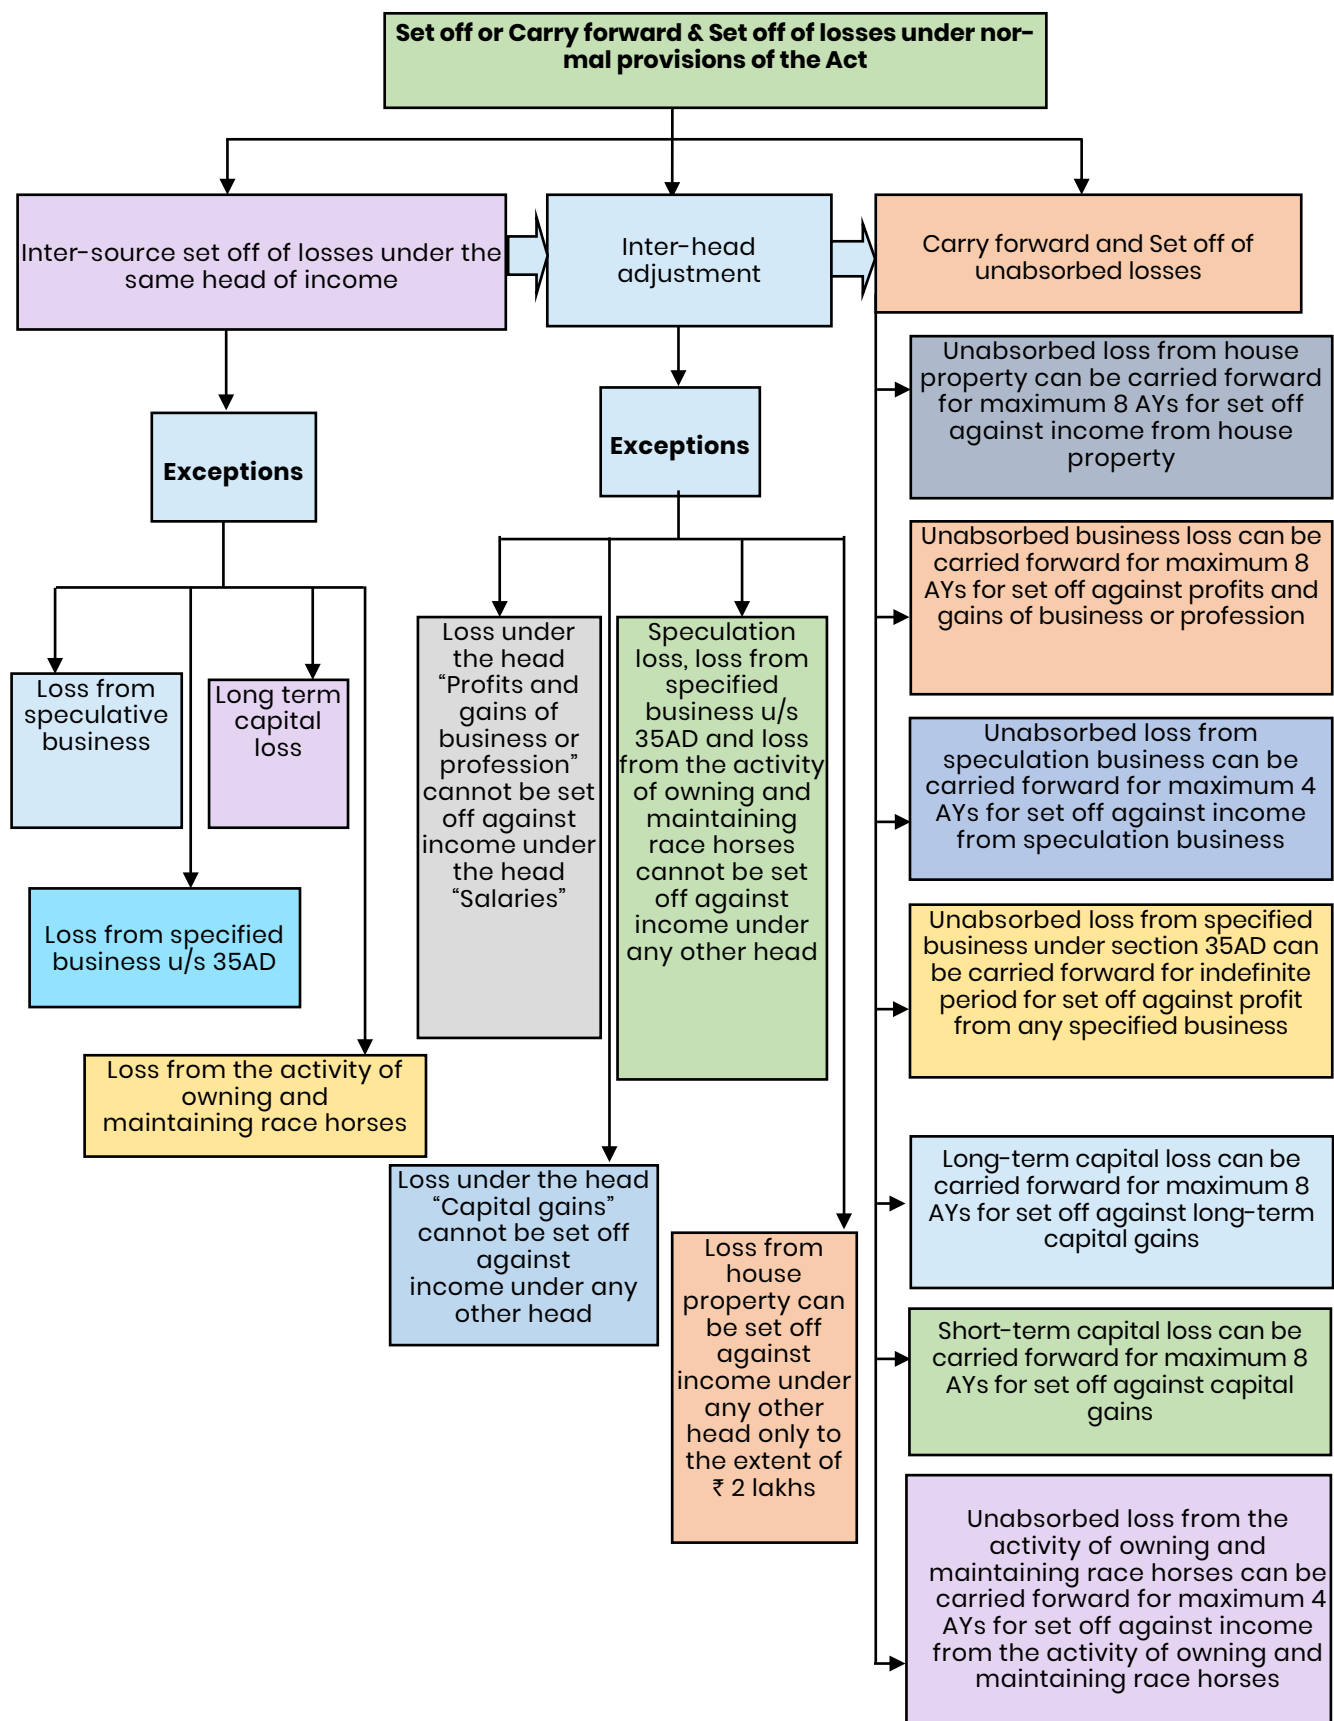 Set off or Carry forward & Set off of losses under nor-
mal provisions of the Act
Inter-source set off of losses under the
same head of income
Inter-head
adjustment
Carry forward and Set off of
unabsorbed losses
Exceptions
Loss from
speculative
business
Long term
capital
loss
Loss from specified
business u/s 35AD
Loss from the activity of
owning and
maintaining race horses
Exceptions
Loss under
the head
“Profits and
gains of
business or
profession”
cannot be set
off against
income under
the head
“Salaries”
Speculation
loss, loss from
specified
business u/s
35AD and loss
from the activity
of owning and
maintaining
race horses
cannot be set
off against
income under
any other head
Loss under the head
“Capital gains”
cannot be set off
against
income under any
other head
Loss from
house
property can
be set off
against
income under
any other
head only to
the extent of
₹ 2 lakhs
Unabsorbed loss from house
property can be carried forward
for maximum 8 AYs for set off
against income from house
property
Unabsorbed business loss can be
carried forward for maximum 8
AYs for set off against profits and
gains of business or profession
Unabsorbed loss from
speculation business can be
carried forward for maximum 4
AYs for set off against income
from speculation business
Unabsorbed loss from specified
business under section 35AD can
be carried forward for indefinite
period for set off against profit
from any specified business
Long-term capital loss can be
carried forward for maximum 8
AYs for set off against long-term
capital gains
Short-term capital loss can be
carried forward for maximum 8
AYs for set off against capital
gains
Unabsorbed loss from the
activity of owning and
maintaining race horses can be
carried forward for maximum 4
AYs for set off against income
from the activity of owning and
maintaining race horses